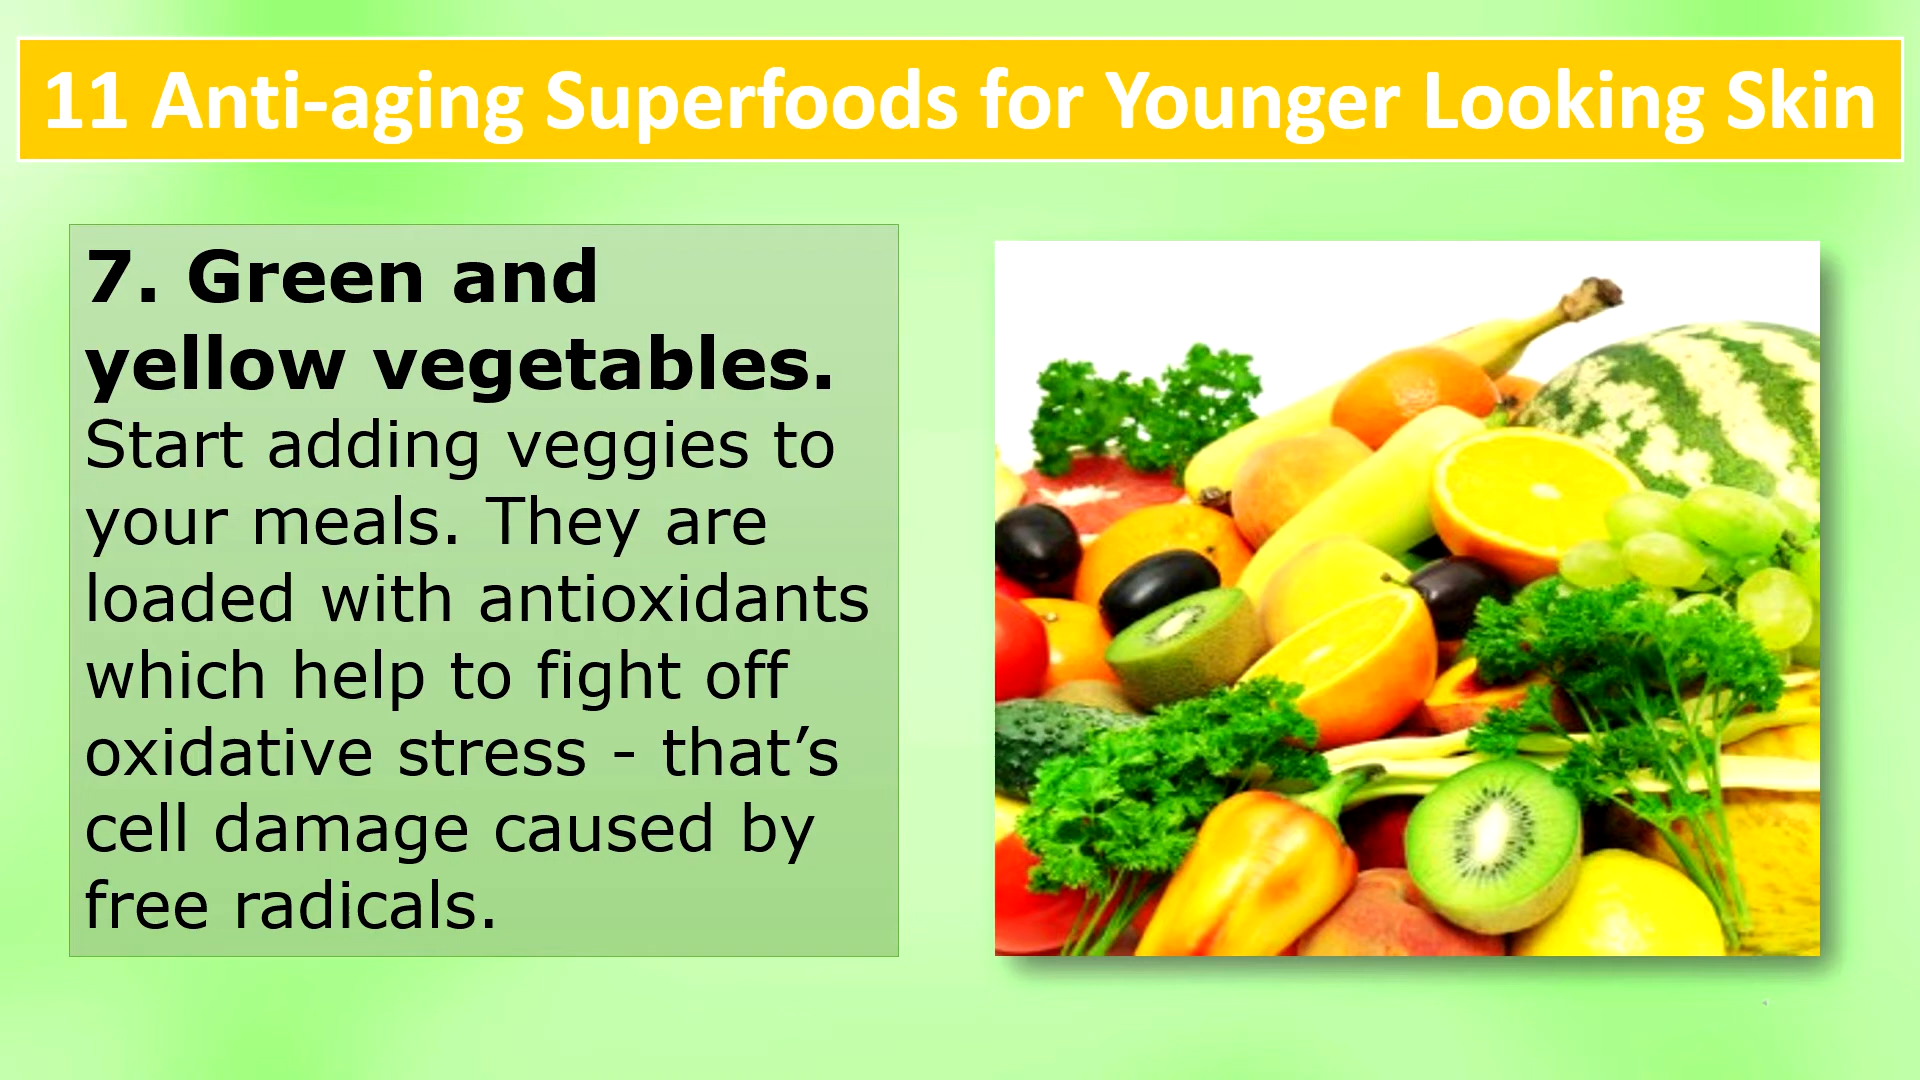 11 Anti-aging Superfoods for Younger Looking Skin
7. Green and
yellow vegetables.
Start adding veggies to
your meals. They are
loaded with antioxidants
which help to fight off
oxidative stress - that’s
cell damage caused by
free radicals.